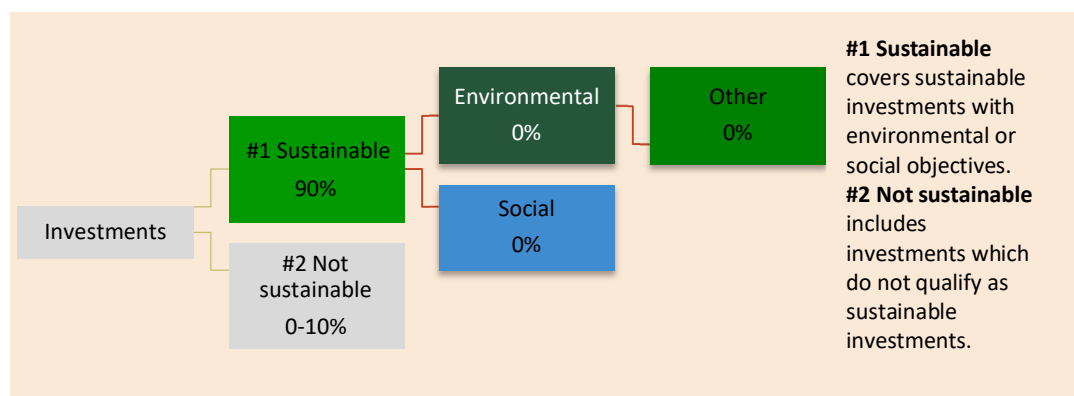 Investments
#1 Sustainable
90%
#2 Not
sustainable
0-10%
Environmental
0%
Social
0%
Other
0%
#1 Sustainable
covers sustainable
investments with
environmental or
social objectives.
#2 Not sustainable
includes
investments which
do not qualify as
sustainable
investments.